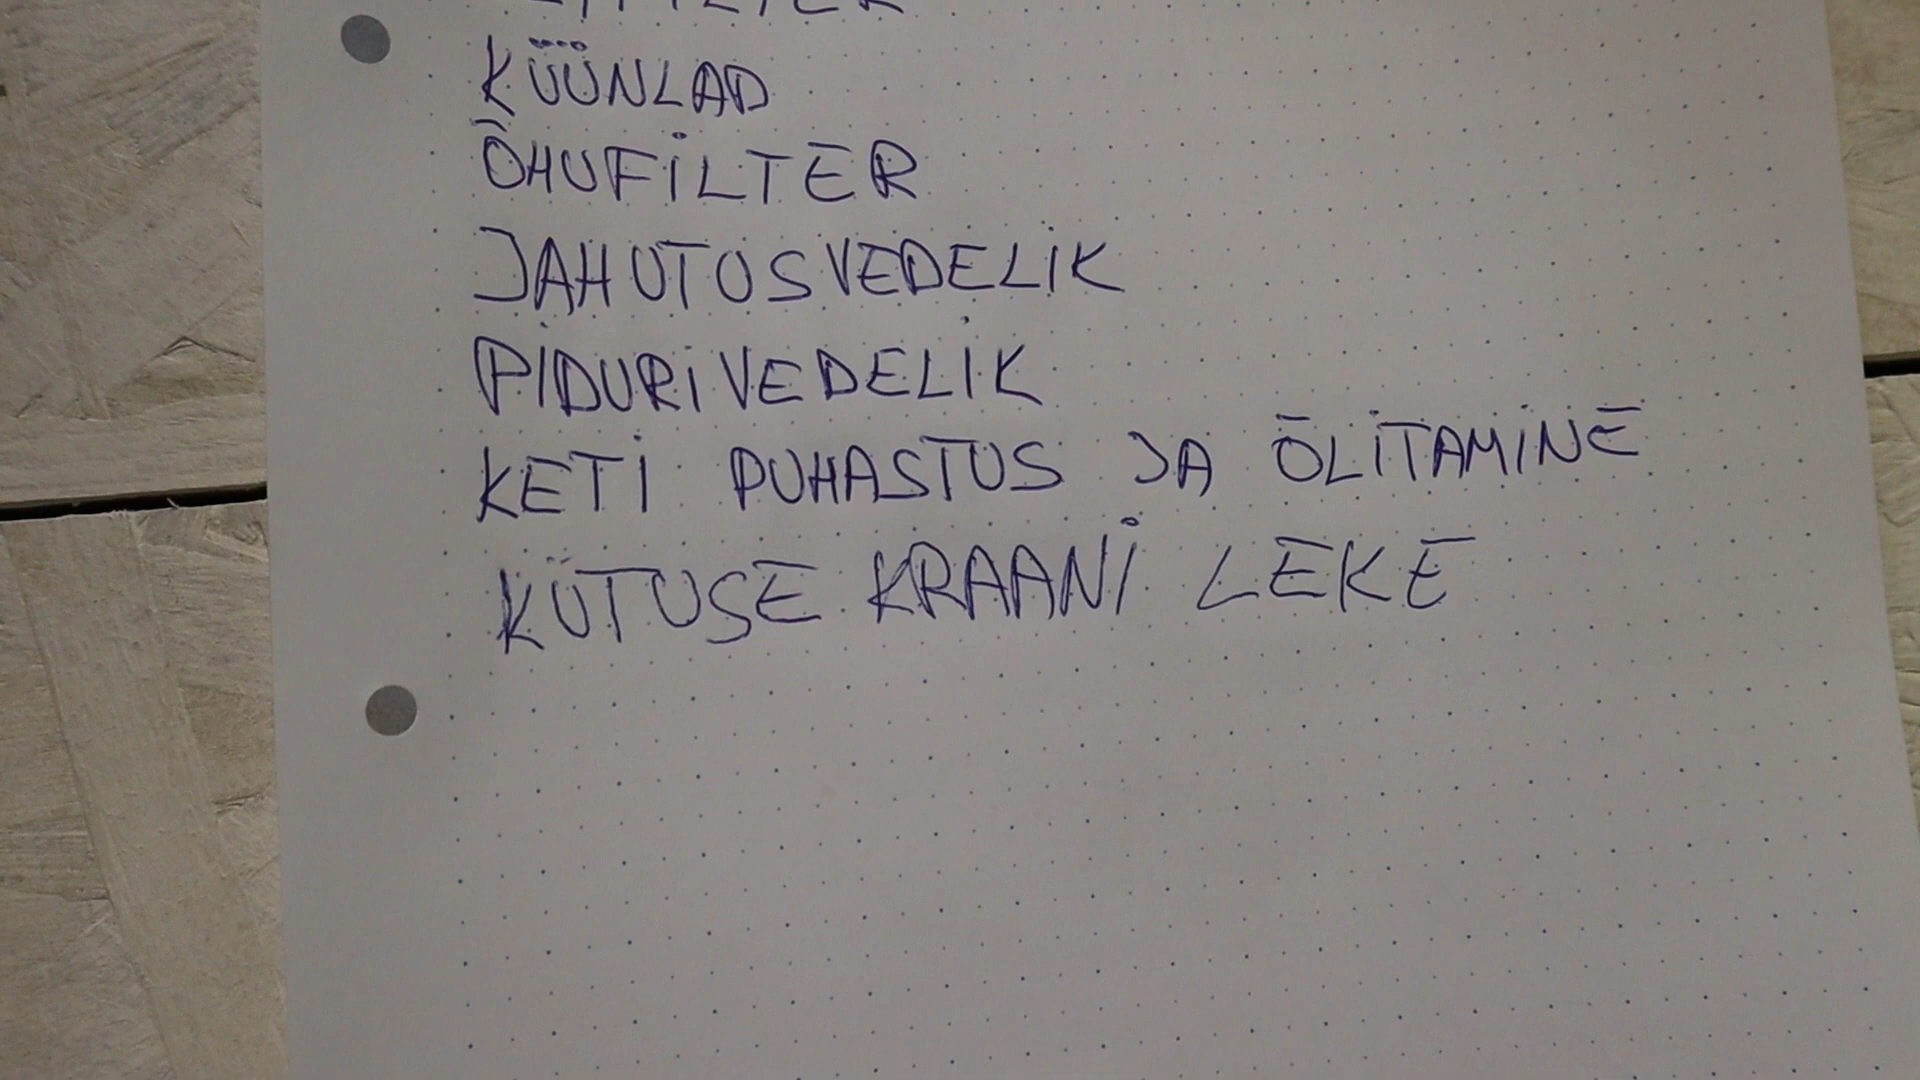 KÜÜNLAD
ÕHUFILTER
JAHUTUSVEDELIK
PIDURIVEDELIK
KETI PUHASTUS JA ÕLITAMINE
KÜTUSE KRAANI LEKE